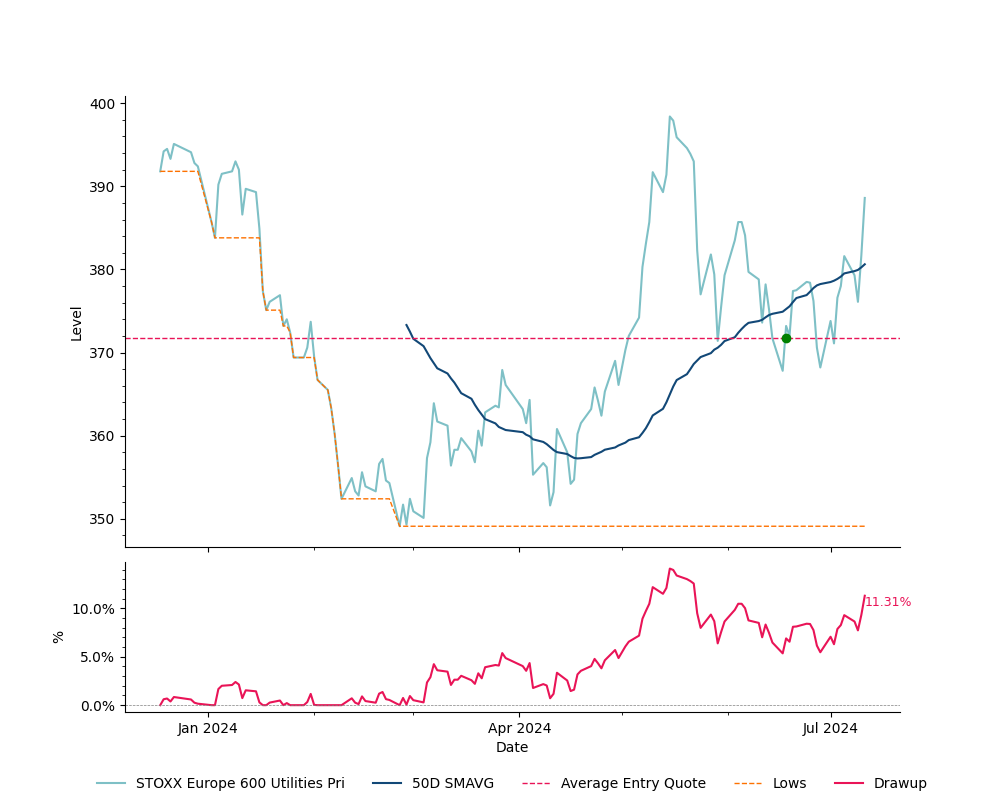 400
390
380
370
360
350
Level
10.0%
5.0%
0.0%
%
11.31%
Jan 2024
Apr 2024
Jul 2024
Date
STOXX Europe 600 Utilities Pri
50D SMAVG
Average Entry Quote
Lows
Drawup